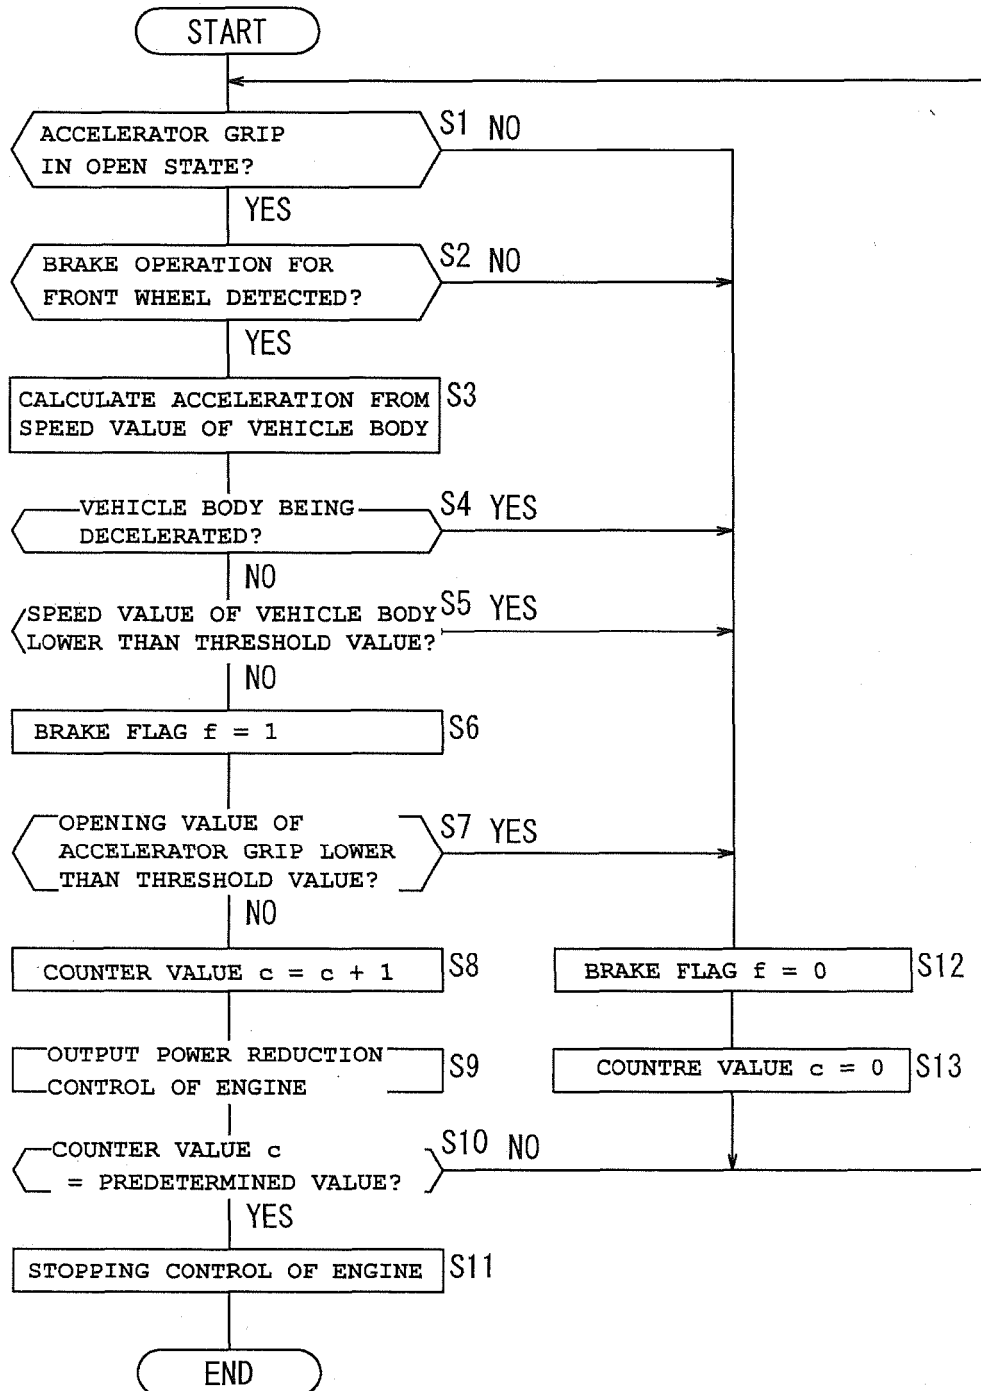 START
ACCELERATOR GRIP
IN OPEN STATE?
S1 NO
YES
BRAKE OPERATION FOR
FRONT WHEEL DETECTED?
S2 NO
YES
CALCULATE ACCELERATION FROM
SPEED VALUE OF VEHICLE BODY
S3
VEHICLE BODY BEING
DECELERATED?
S4 YES
NO
SPEED VALUE OF VEHICLE BODY
LOWER THAN THRESHOLD VALUE?
S5 YES
NO
BRAKE FLAG f = 1
S6
OPENING VALUE OF
ACCELERATOR GRIP LOWER
THAN THRESHOLD VALUE?
S7 YES
NO
COUNTER VALUE c = c + 1
S8
BRAKE FLAG f = 0
S12
OUTPUT POWER REDUCTION
CONTROL OF ENGINE
S9
COUNTRE VALUE c = 0
S13
COUNTER VALUE c
= PREDETERMINED VALUE?
S10 NO
YES
STOPPING CONTROL OF ENGINE
S11
END